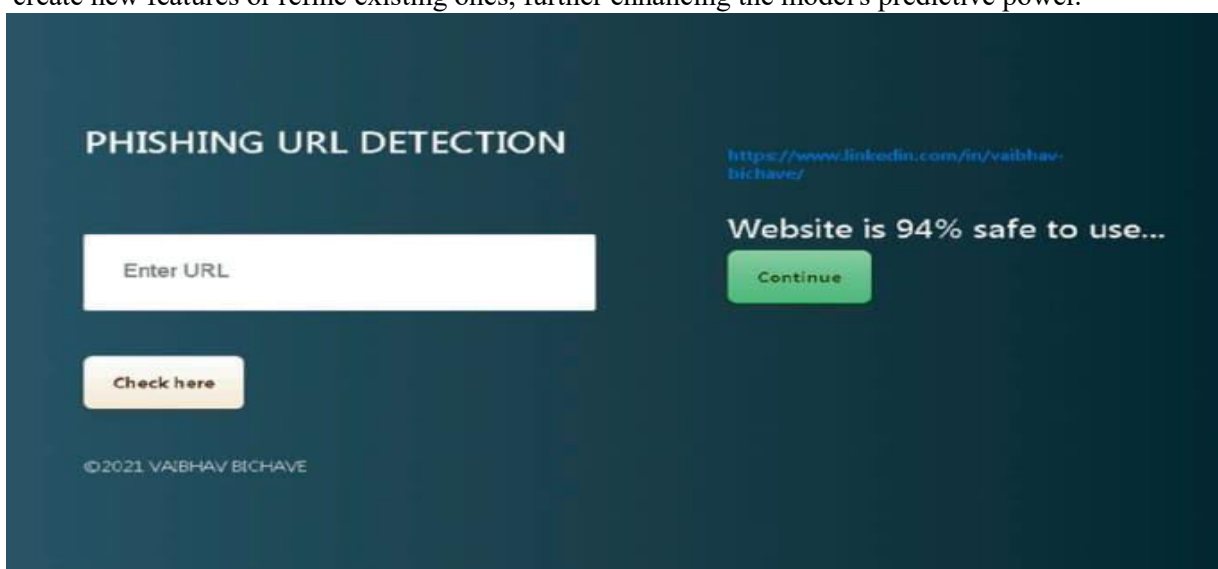 create new features or refine existing ones, further enhancing the model's predictive power.
PHISHING URL DETECTION
Enter URL
Check here
©2021 VAIBHAV BICHAVE
https://www.linkedin.com/in/vaibhav-
bichave/
Website is 94% safe to use...
Continue